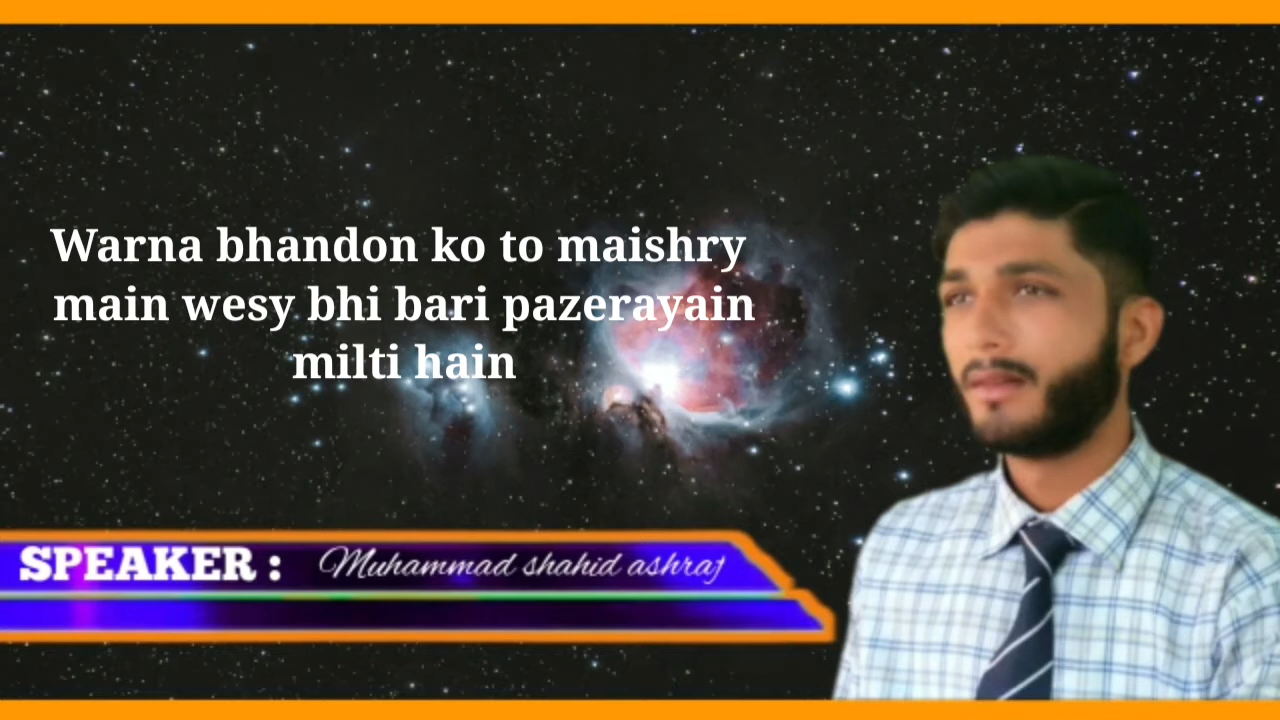 Warna bhandon ko to maishry
main wesy bhi bari pazerayain
milti hain
SPEAKER : Muhammad shahid ashraf